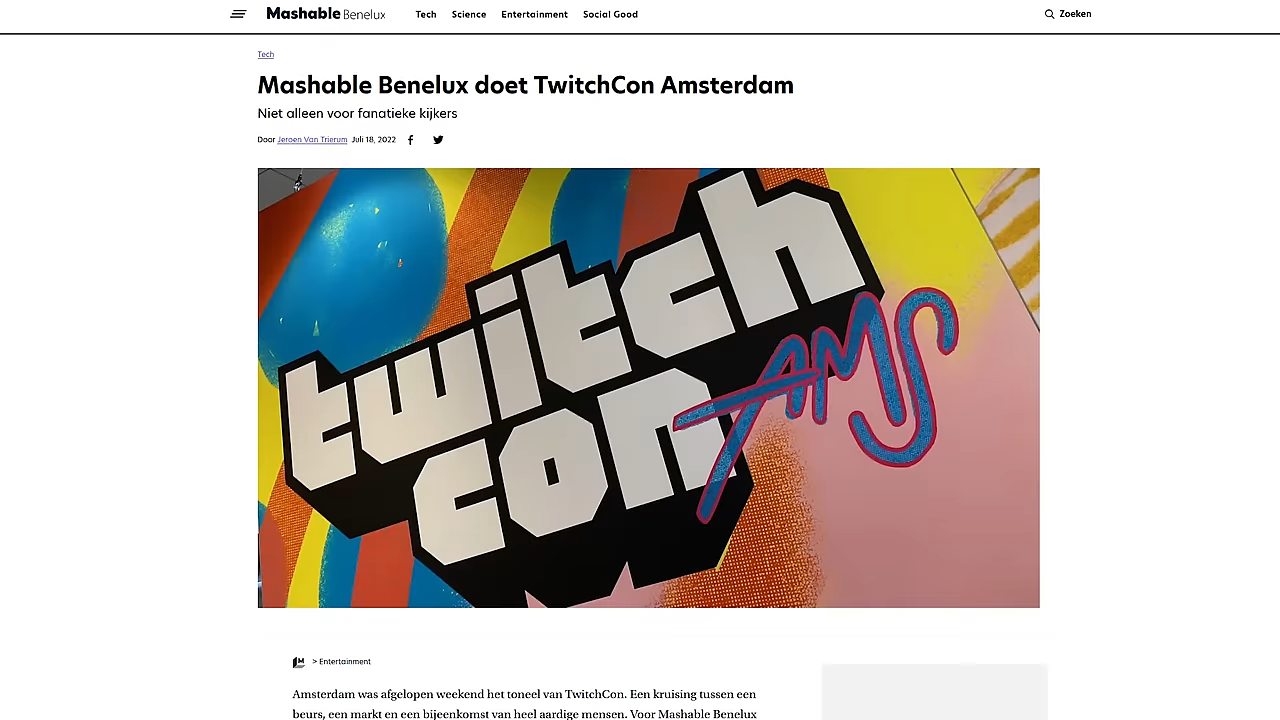 Mashable Benelux
Tech
Science
Entertainment
Social Good
Zoeken
Tech
Mashable Benelux doet TwitchCon Amsterdam
Niet alleen voor fanatieke kijkers
Door Jeroen Van Trierum Juli 18, 2022
twitch
con
AMS
> Entertainment
Amsterdam was afgelopen weekend het toneel van TwitchCon. Een kruising tussen een
beurs, een markt en een bijeenkomst van heel aardige mensen. Voor Mashable Benelux